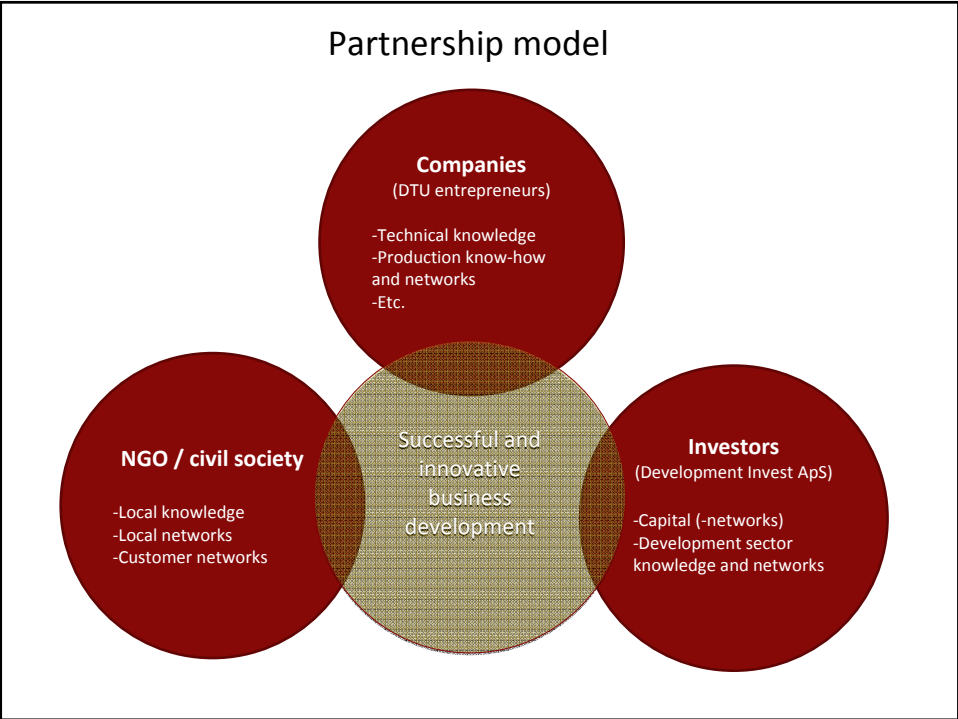 Partnership model
Companies
(DTU entrepreneurs)
-Technical knowledge
-Production know-how
and networks
-Etc.
NGO / civil society
-Local knowledge
-Local networks
-Customer networks
Successful and
innovative
business
development
Investors
(Development Invest ApS)
-Capital (-networks)
-Development sector
knowledge and networks